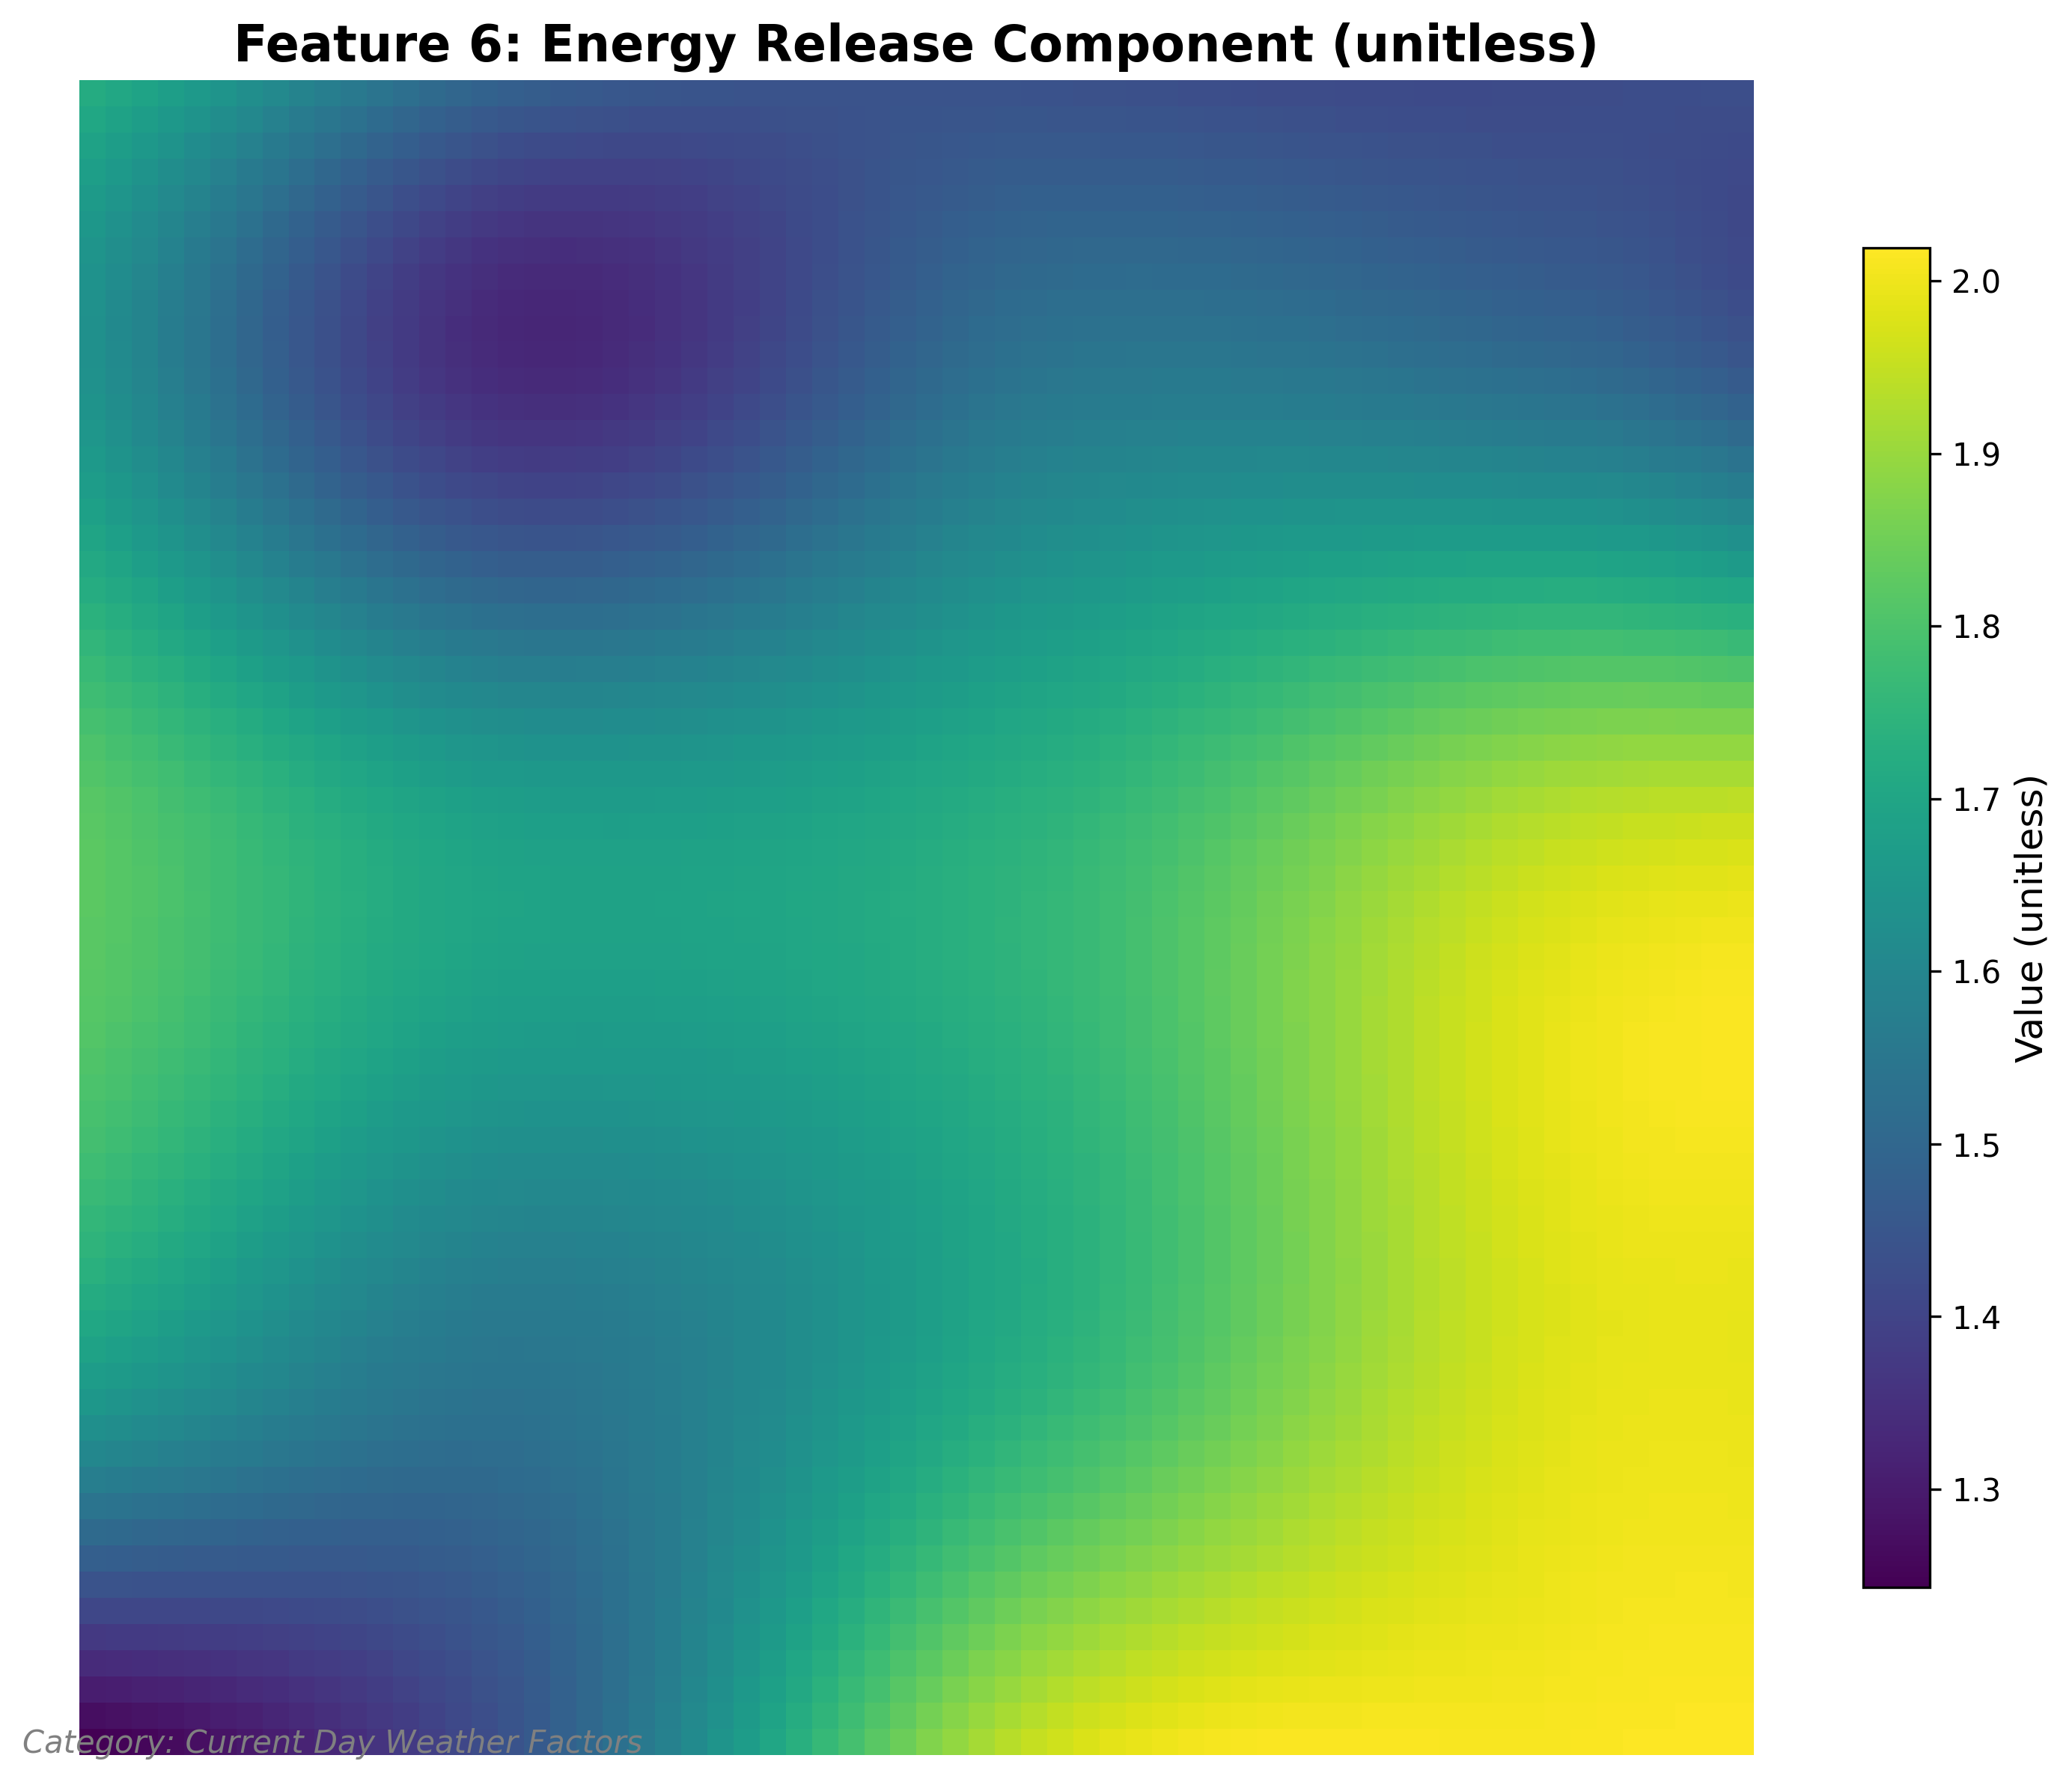 Feature 6: Energy Release Component (unitless)
2.0
1.9
1.8
1.7
1.6
1.5
1.4
1.3
Value (unitless)
Category: Current Day Weather Factors